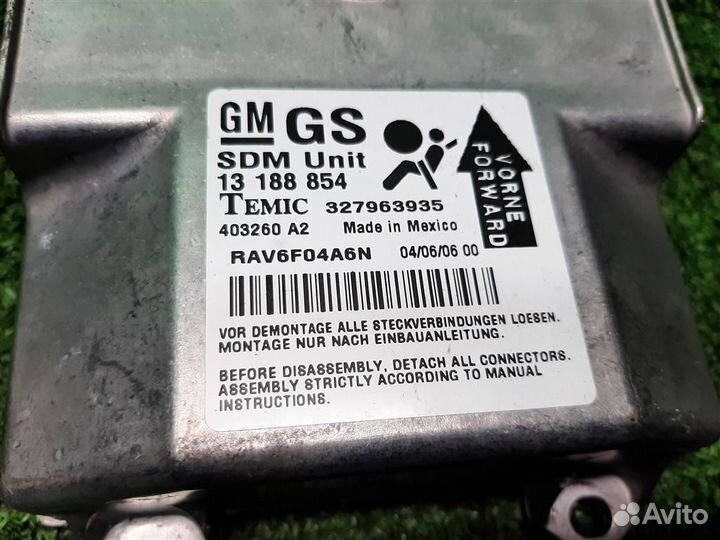 GM GS
SDM Unit
13 188 854
TEMIC 327963935
403260 A2 Made in Mexico
RAV6F04A6N 04/06/06 00
VORNE
FORWARD
VOR DEMONTAGE ALLE STECKVERBINDUNGEN LOESEN.
MONTAGE NUR NACH EINBAUANLEITUNG.
BEFORE DISASSEMBLY, DETACH ALL CONNECTORS.
ASSEMBLY STRICTLY ACCORDING TO MANUAL
INSTRUCTIONS.
Avito